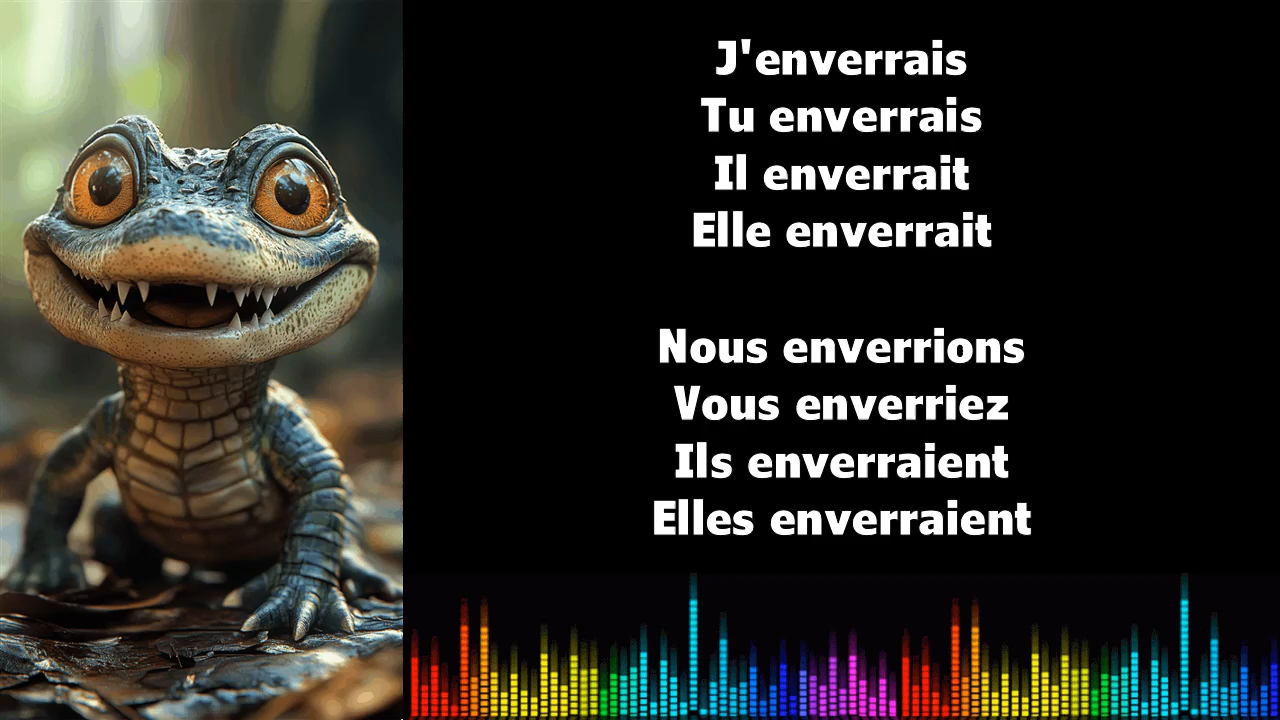 J'enverrais
Tu enverrais
Il enverrait
Elle enverrait
Nous enverrions
Vous enverriez
Ils enverraient
Elles enverraient